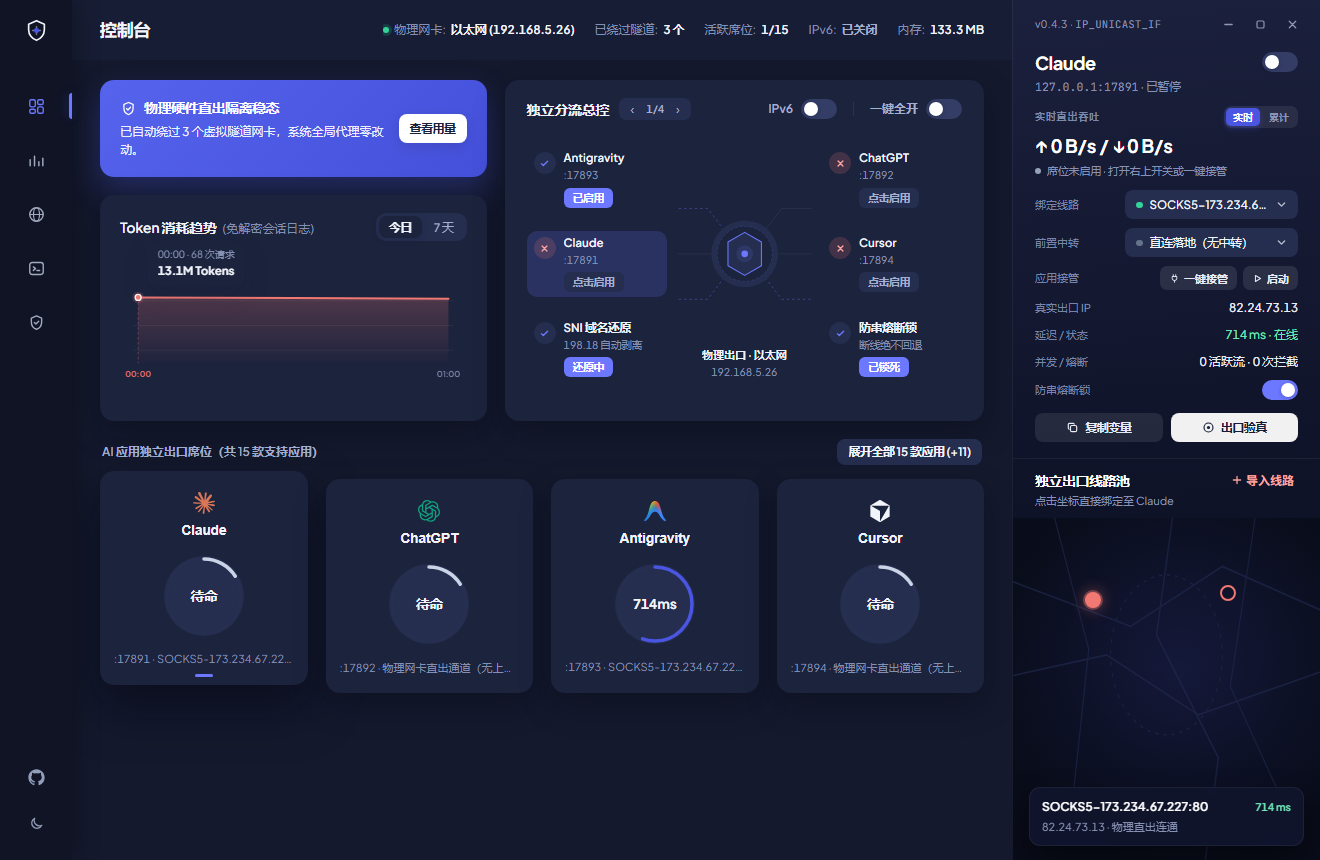 控制台
物理网卡: 以太网 (192.168.5.26) 已绕过隧道: 3 个 活跃席位: 1/15 IPv6: 已关闭 内存: 133.3 MB
物理硬件直出隔离稳态
已自动绕过 3 个虚拟隧道网卡，系统全局代理零改
动。
查看用量
Token 消耗趋势 (免解密会话日志)
今日 7 天
00:00 · 68 次请求
13.1M Tokens
00:00 01:00
独立分流总控
‹ 1/4 ›
IPv6 一键全开
Antigravity
:17893
已启用
Claude
:17891
点击启用
SNI 域名还原
198.18 自动剥离
还原中
物理出口 · 以太网
192.168.5.26
ChatGPT
:17892
点击启用
Cursor
:17894
点击启用
防串熔断锁
断线绝不回退
已锁死
AI 应用独立出口席位（共 15 款支持应用）
展开全部 15 款应用 (+11)
Claude
待命
:17891 · SOCKS5-173.234.67.22...
ChatGPT
待命
:17892 · 物理网卡直出通道（无上...
Antigravity
714ms
:17893 · SOCKS5-173.234.67.22...
Cursor
待命
:17894 · 物理网卡直出通道（无上...
v0.4.3 · IP_UNICAST_IF
Claude
127.0.0.1:17891 · 已暂停
实时直出吞吐
实时 累计
↑ 0 B/s / ↓ 0 B/s
席位未启用 · 打开右上开关或一键接管
绑定线路 SOCKS5-173.234.6...
前置中转 直连落地（无中转）
应用接管 一键接管 启动
真实出口 IP 82.24.73.13
延迟 / 状态 714 ms · 在线
并发 / 熔断 0 活跃流 · 0 次拦截
防串熔断锁
复制变量 出口验真
独立出口线路池
+ 导入线路
点击坐标直接绑定至 Claude
SOCKS5-173.234.67.227:80 714 ms
82.24.73.13 · 物理直出连通